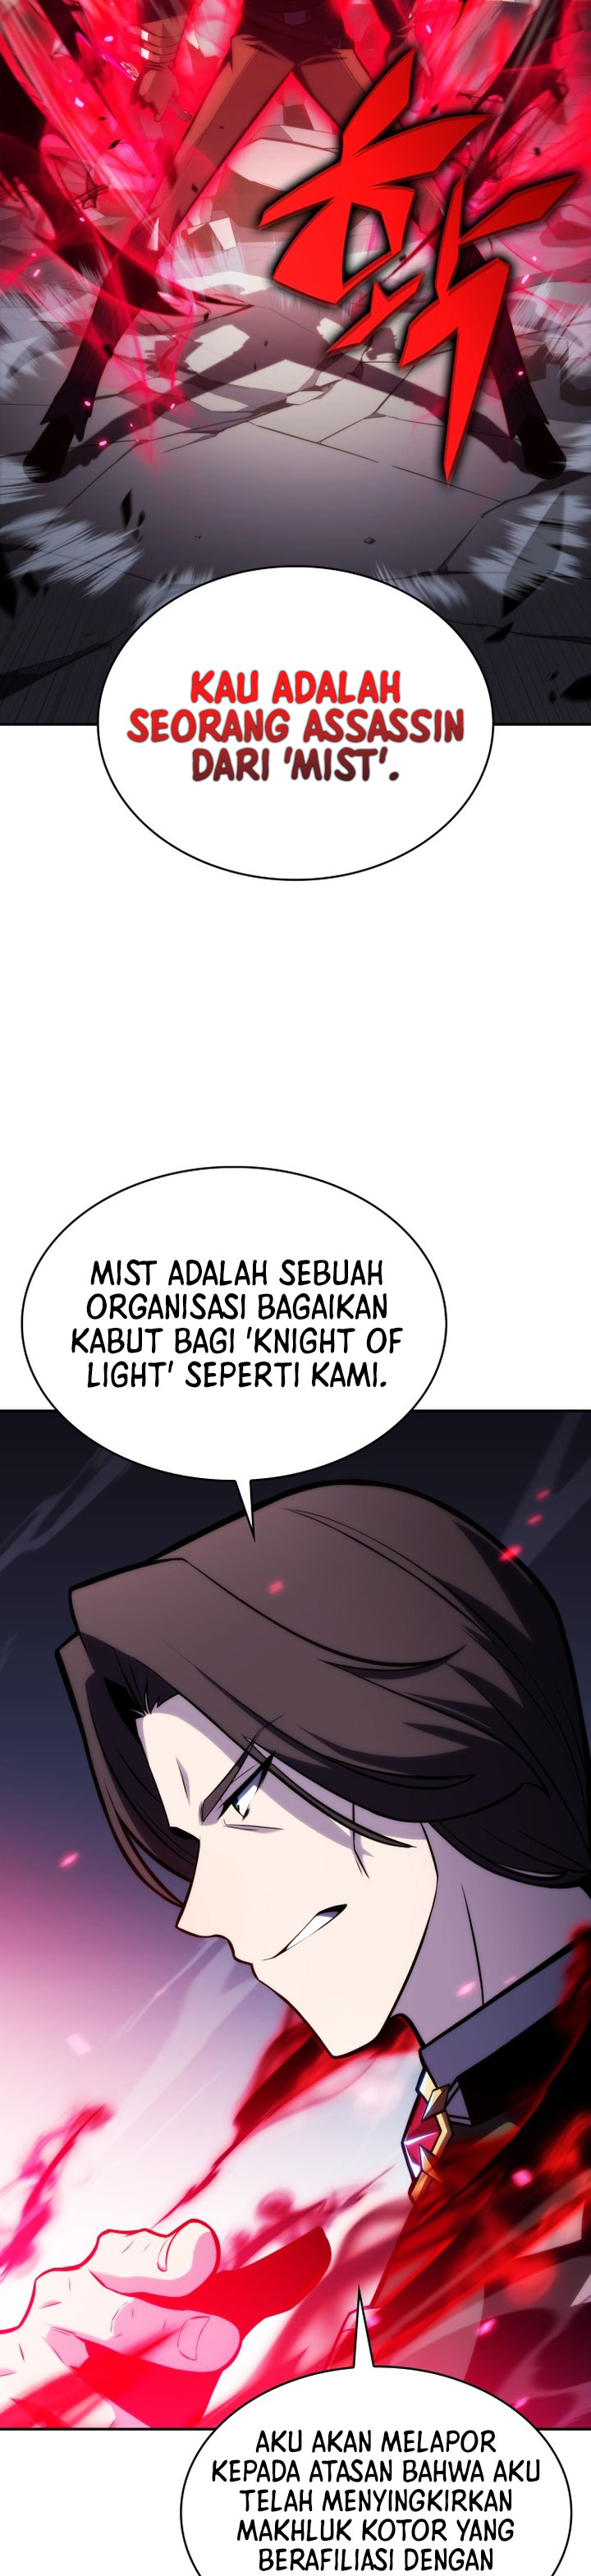 KAU ADALAH
SEORANG ASSASSIN
DARI 'MIST'.
MIST ADALAH SEBUAH
ORGANISASI BAGAIKAN
KABUT BAGI 'KNIGHT OF
LIGHT' SEPERTI KAMI.
AKU AKAN MELAPOR
KEPADA ATASAN BAHWA AKU
TELAH MENYINGKIRKAN
MAKHLUK KOTOR YANG
BERAFILIASI DENGAN